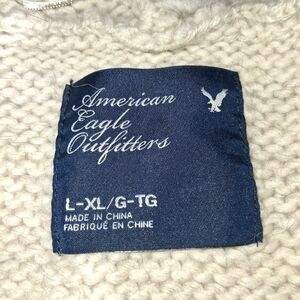 American
Eagle
Outfitters
L-XL/G-TG
MADE IN CHINA
FABRIQUÉ EN CHINE